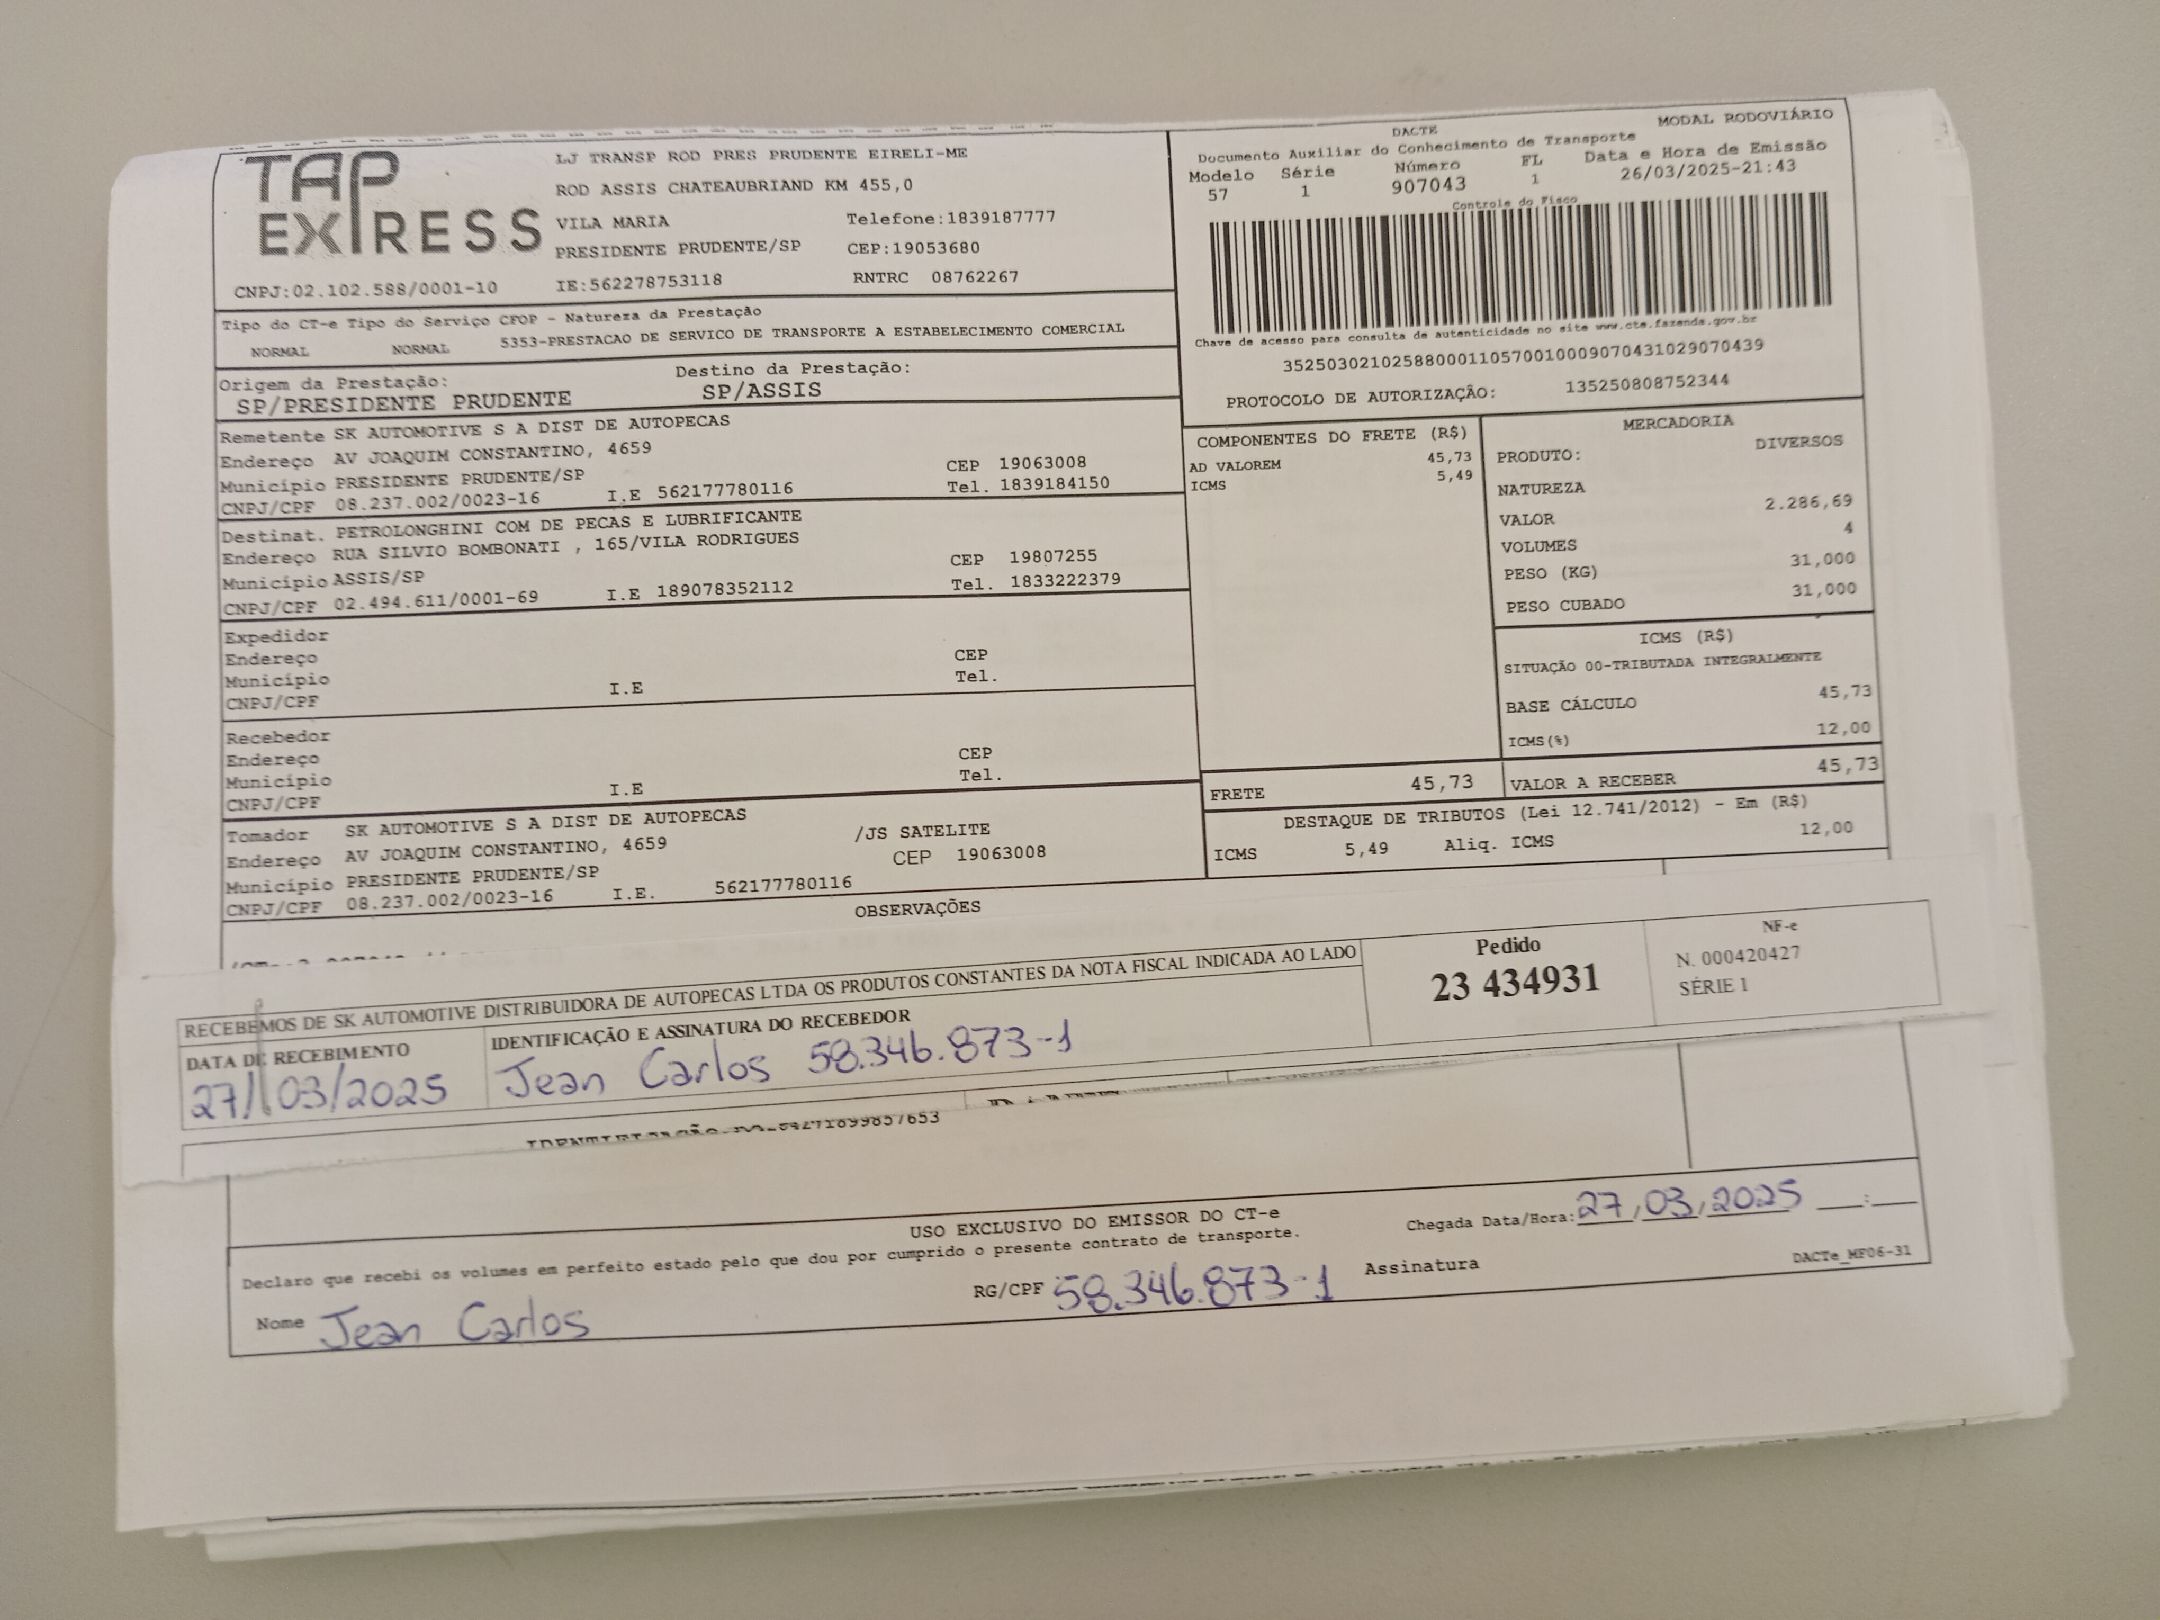 TAP
EXPRESS
CNPJ:02.102.588/0001-10
LJ TRANSP ROD PRES PRUDENTE EIRELI-ME
ROD ASSIS CHATEAUBRIAND KM 455,0
VILA MARIA Telefone:1839187777
PRESIDENTE PRUDENTE/SP CEP:19053680
IE:562278753118 RNTRC 08762267
DACTE MODAL RODOVIÁRIO
Documento Auxiliar do Conhecimento de Transporte
Modelo Série Número FL Data e Hora de Emissão
57 1 907043 1 26/03/2025-21:43
Controle do Fisco
Chave de acesso para consulta de autenticidade no site www.cte.fazenda.gov.br
35250302102588000110570010009070431029070439
PROTOCOLO DE AUTORIZAÇÃO: 135250808752344
Tipo do CT-e Tipo do Serviço CFOP - Natureza da Prestação
NORMAL NORMAL 5353-PRESTACAO DE SERVICO DE TRANSPORTE A ESTABELECIMENTO COMERCIAL
Origem da Prestação: Destino da Prestação:
SP/PRESIDENTE PRUDENTE SP/ASSIS
Remetente SK AUTOMOTIVE S A DIST DE AUTOPECAS
Endereço AV JOAQUIM CONSTANTINO, 4659
Município PRESIDENTE PRUDENTE/SP CEP 19063008
CNPJ/CPF 08.237.002/0023-16 I.E 562177780116 Tel. 1839184150
Destinat. PETROLONGHINI COM DE PECAS E LUBRIFICANTE
Endereço RUA SILVIO BOMBONATI , 165/VILA RODRIGUES
Município ASSIS/SP CEP 19807255
CNPJ/CPF 02.494.611/0001-69 I.E 189078352112 Tel. 1833222379
Expedidor
Endereço
Município CEP
CNPJ/CPF I.E Tel.
Recebedor
Endereço
Município CEP
CNPJ/CPF I.E Tel.
Tomador SK AUTOMOTIVE S A DIST DE AUTOPECAS
Endereço AV JOAQUIM CONSTANTINO, 4659 /JS SATELITE
Município PRESIDENTE PRUDENTE/SP CEP 19063008
CNPJ/CPF 08.237.002/0023-16 I.E. 562177780116
COMPONENTES DO FRETE (R$)
AD VALOREM 45,73
ICMS 5,49
MERCADORIA
PRODUTO: DIVERSOS
NATUREZA
VALOR 2.286,69
VOLUMES 4
PESO (KG) 31,000
PESO CUBADO 31,000
ICMS (R$)
SITUAÇÃO 00-TRIBUTADA INTEGRALMENTE
BASE CÁLCULO 45,73
ICMS(%) 12,00
FRETE 45,73 VALOR A RECEBER 45,73
DESTAQUE DE TRIBUTOS (Lei 12.741/2012) - Em (R$)
ICMS 5,49 Aliq. ICMS 12,00
OBSERVAÇÕES
RECEBEMOS DE SK AUTOMOTIVE DISTRIBUIDORA DE AUTOPECAS LTDA OS PRODUTOS CONSTANTES DA NOTA FISCAL INDICADA AO LADO
DATA DE RECEBIMENTO IDENTIFICAÇÃO E ASSINATURA DO RECEBEDOR
27/03/2025 Jean Carlos 58.346.873-1
Pedido
23 434931
NF-e
N. 000420427
SÉRIE 1
USO EXCLUSIVO DO EMISSOR DO CT-e
Declaro que recebi os volumes em perfeito estado pelo que dou por cumprido o presente contrato de transporte.
Chegada Data/Hora: 27/03/2025 __:__
Nome Jean Carlos RG/CPF 58.346.873-1 Assinatura
DACTe_MF06-31